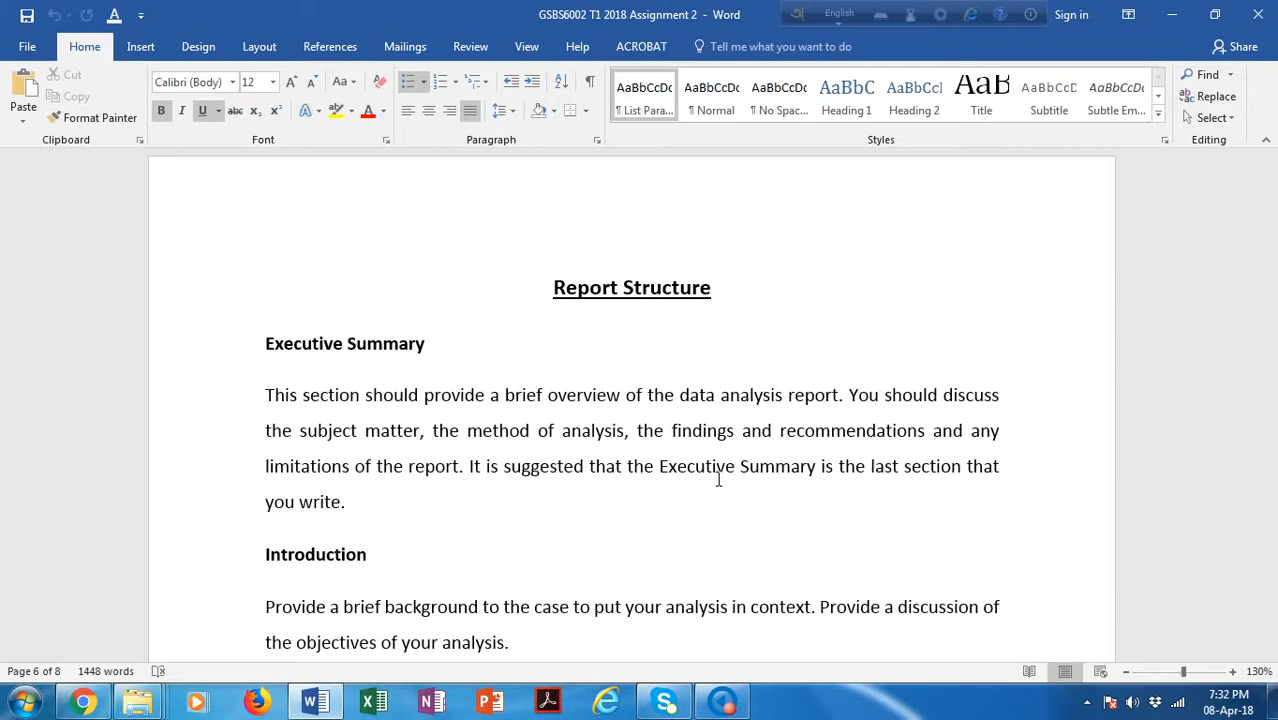 GSBS6002 T1 2018 Assignment 2 - Word
English
Sign in
File Home Insert Design Layout References Mailings Review View Help ACROBAT Tell me what you want to do Share
Paste
Cut
Copy
Format Painter
Clipboard
Calibri (Body) 12
Aa
B I U abc x₂ x²
A A
Font
Paragraph
AaBbCcDc AaBbCcDc AaBbCcDc AaBbC AaBbCcI AaB AaBbCcD AaBbCcDc
¶ List Para... ¶ Normal ¶ No Spac... Heading 1 Heading 2 Title Subtitle Subtle Em...
Styles
Find
Replace
Select
Editing
Report Structure
Executive Summary
This section should provide a brief overview of the data analysis report. You should discuss
the subject matter, the method of analysis, the findings and recommendations and any
limitations of the report. It is suggested that the Executive Summary is the last section that
you write.
Introduction
Provide a brief background to the case to put your analysis in context. Provide a discussion of
the objectives of your analysis.
Page 6 of 8 1448 words
130%
7:32 PM
08-Apr-18